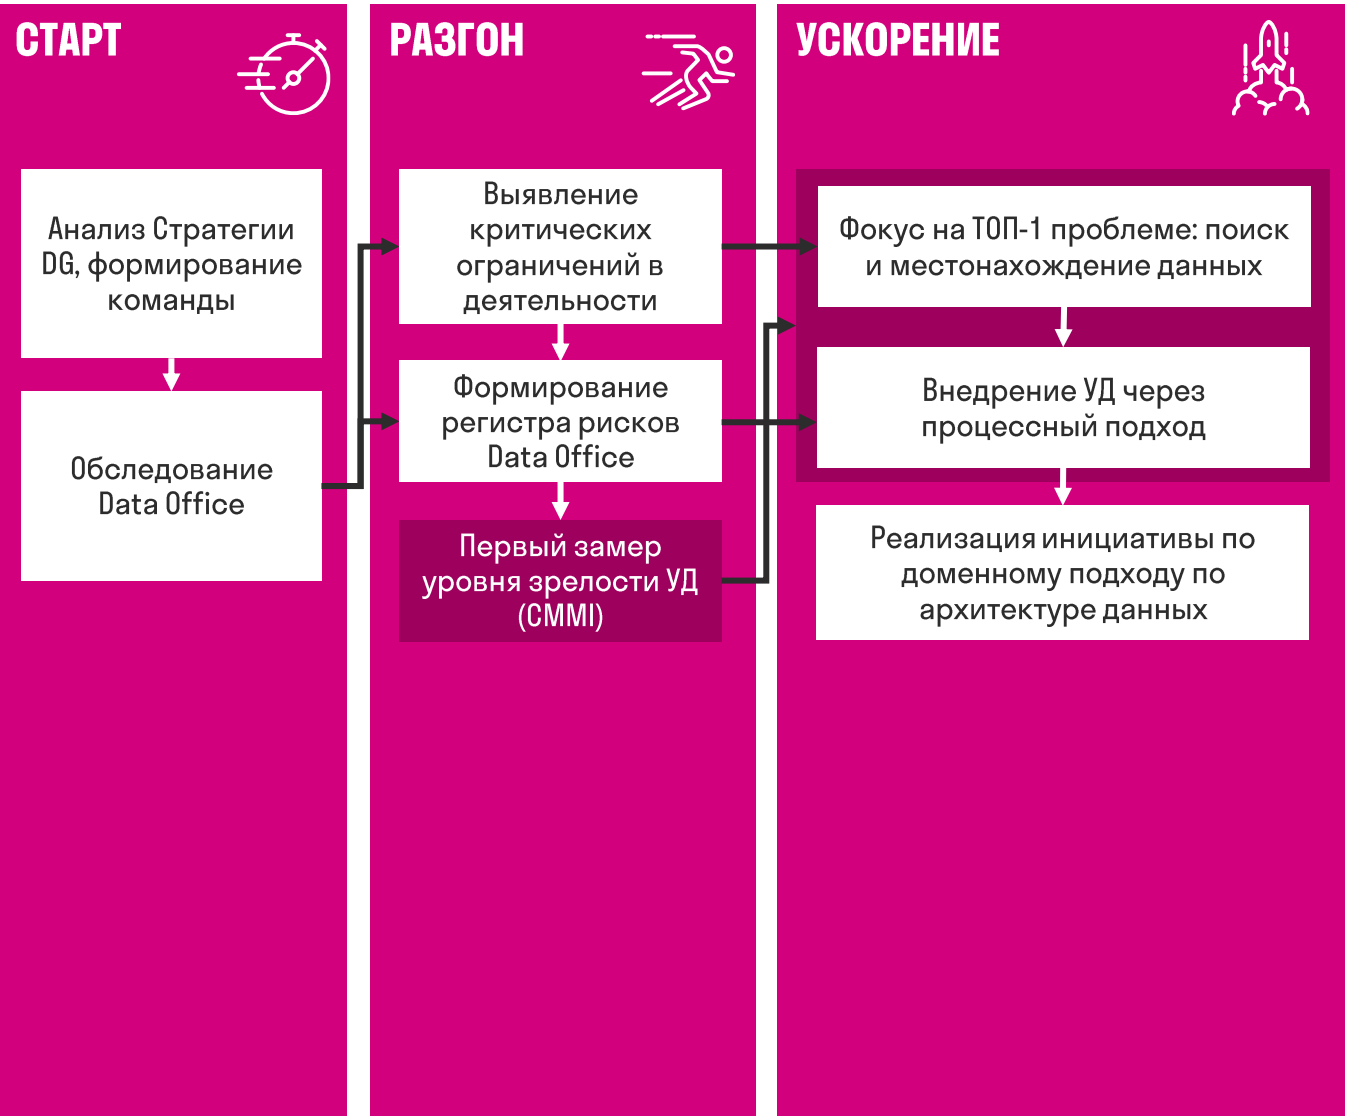 СТАРТ
Анализ Стратегии
DG, формирование
команды
Обследование
Data Office
РАЗГОН
Выявление
критических
ограничений в
деятельности
Формирование
регистра рисков
Data Office
Первый замер
уровня зрелости УД
(CMMI)
УСКОРЕНИЕ
Фокус на ТОП-1 проблеме: поиск
и местонахождение данных
Внедрение УД через
процессный подход
Реализация инициативы по
доменному подходу по
архитектуре данных